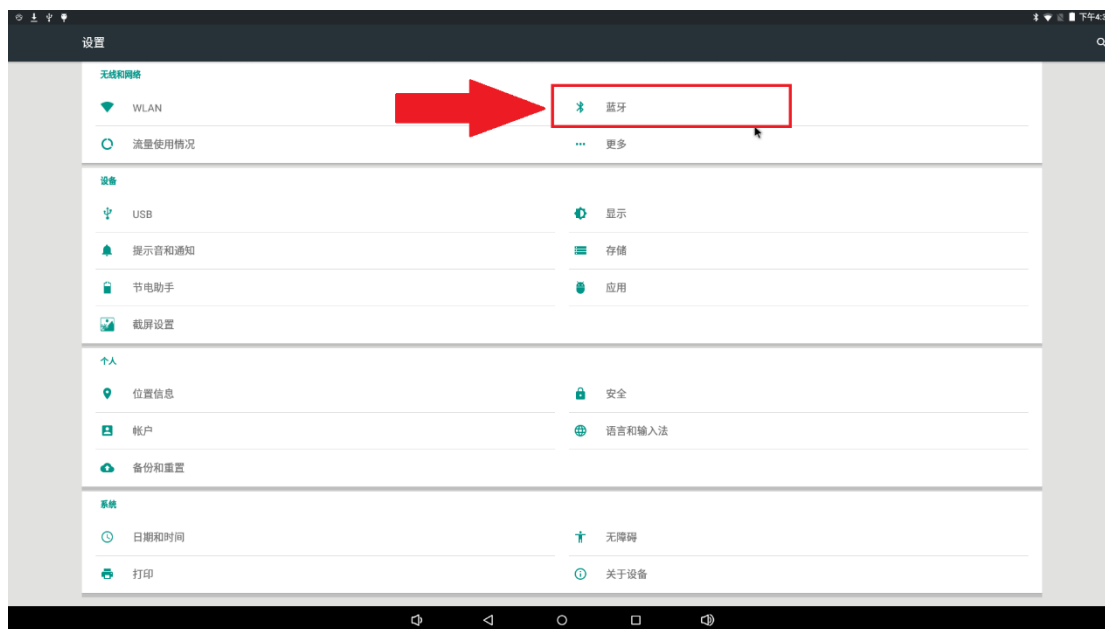 下午4:3
设置
无线和网络
WLAN
蓝牙
流量使用情况
更多
设备
USB
显示
提示音和通知
存储
节电助手
应用
截屏设置
个人
位置信息
安全
帐户
语言和输入法
备份和重置
系统
日期和时间
无障碍
打印
关于设备